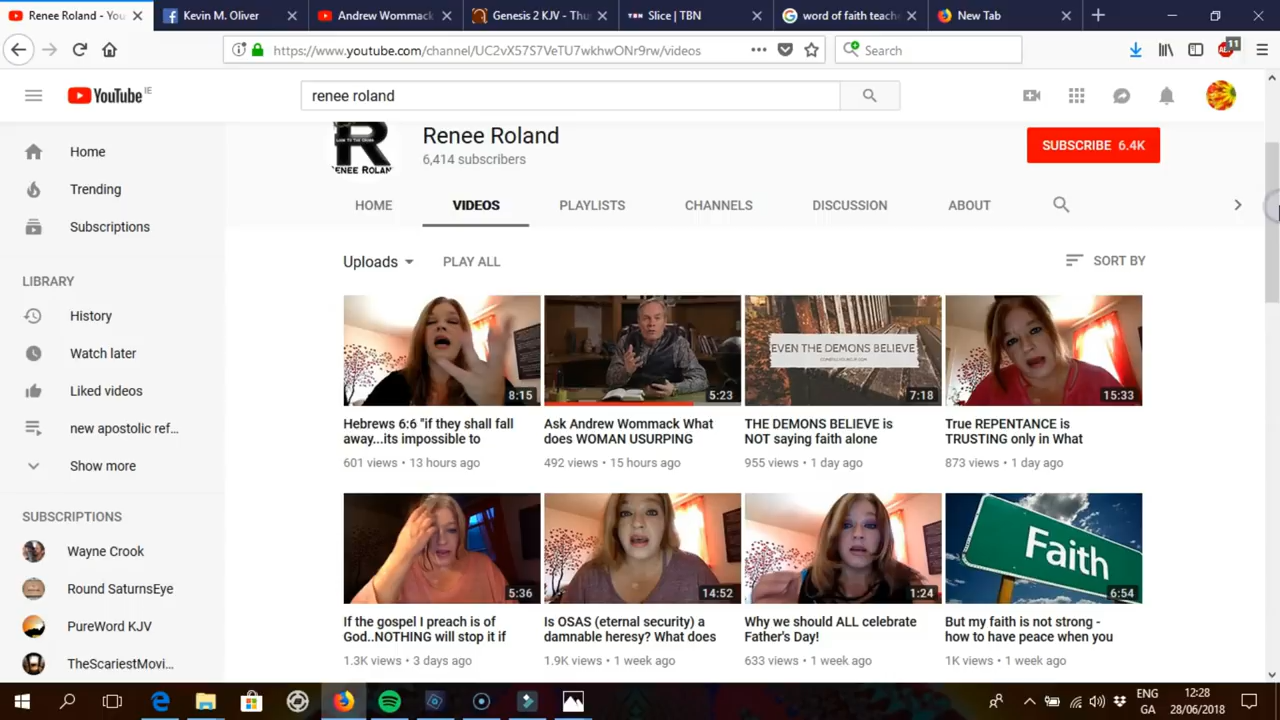 Renee Roland - You
Kevin M. Oliver
Andrew Wommack
Genesis 2 KJV - Thu
Slice | TBN
word of faith teach
New Tab
https://www.youtube.com/channel/UC2vX57S7VeTU7wkhwONr9rw/videos
Search
11
YouTube IE
renee roland
Home
Trending
Subscriptions
LIBRARY
History
Watch later
Liked videos
new apostolic ref...
Show more
SUBSCRIPTIONS
Wayne Crook
Round SaturnsEye
PureWord KJV
TheScariestMovi...
R
RENEE ROLAN
Renee Roland
6,414 subscribers
SUBSCRIBE 6.4K
HOME
VIDEOS
PLAYLISTS
CHANNELS
DISCUSSION
ABOUT
Uploads
PLAY ALL
SORT BY
8:15
Hebrews 6:6 "if they shall fall
away...its impossible to
601 views • 13 hours ago
5:23
Ask Andrew Wommack What
does WOMAN USURPING
492 views • 15 hours ago
EVEN THE DEMONS BELIEVE
7:18
THE DEMONS BELIEVE is
NOT saying faith alone
955 views • 1 day ago
15:33
True REPENTANCE is
TRUSTING only in What
873 views • 1 day ago
5:36
If the gospel I preach is of
God..NOTHING will stop it if
1.3K views • 3 days ago
14:52
Is OSAS (eternal security) a
damnable heresy? What does
1.9K views • 1 week ago
1:24
Why we should ALL celebrate
Father's Day!
633 views • 1 week ago
Faith
6:54
But my faith is not strong -
how to have peace when you
1K views • 1 week ago
ENG
GA
12:28
28/06/2018